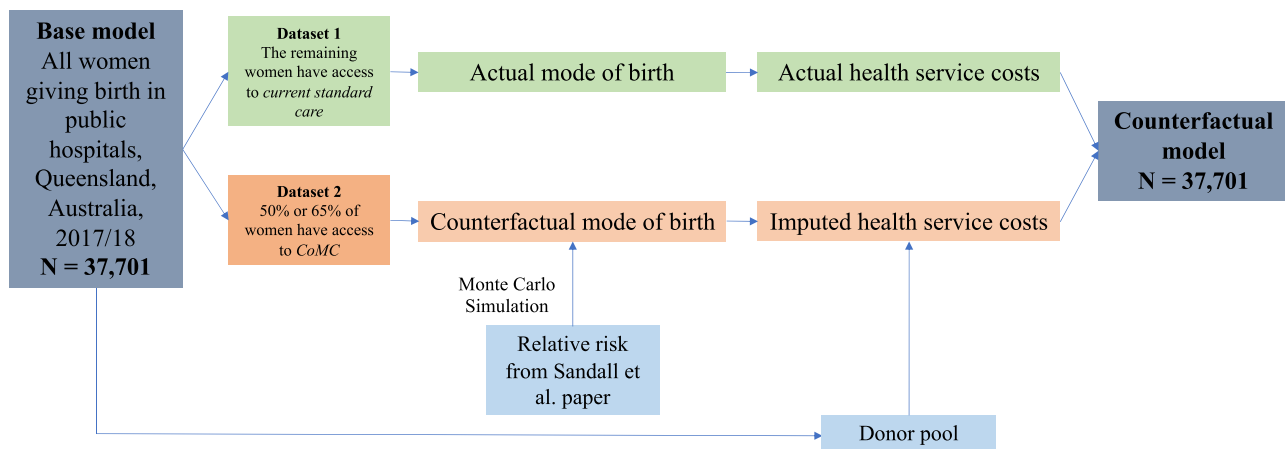 Base model
All women
giving birth in
public
hospitals,
Queensland,
Australia,
2017/18
N = 37,701
Dataset 1
The remaining
women have access
to current standard
care
Actual mode of birth
Actual health service costs
Dataset 2
50% or 65% of
women have access
to CoMC
Counterfactual mode of birth
Imputed health service costs
Counterfactual
model
N = 37,701
Monte Carlo
Simulation
Relative risk
from Sandall et
al. paper
Donor pool